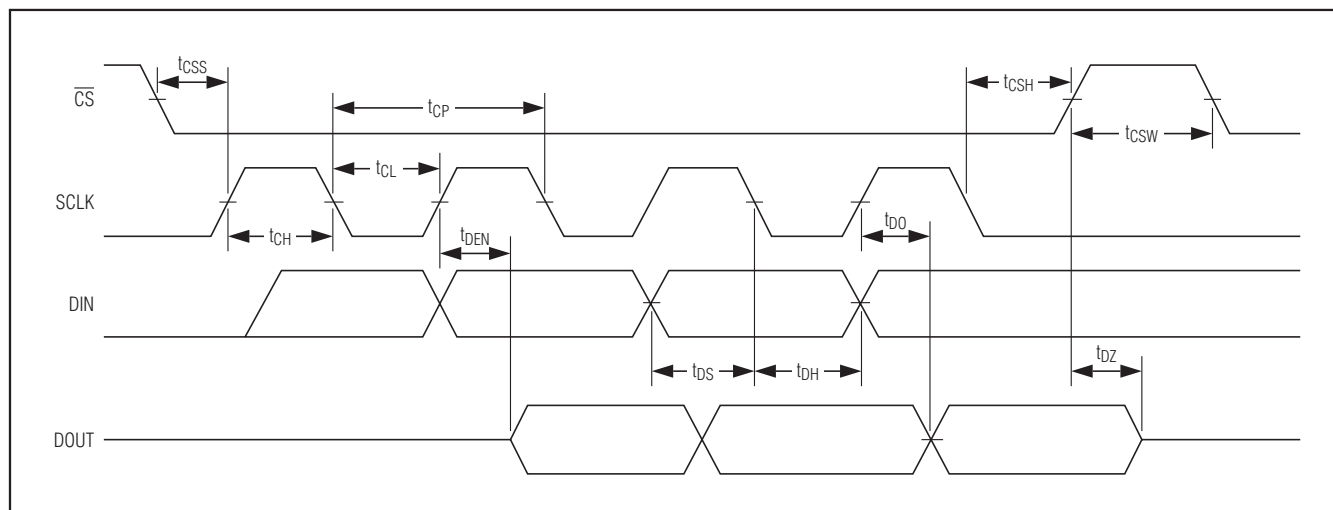 tCSS
CS
tCP
tCSH
tCSW
tCL
SCLK
tCH
tDEN
tDO
DIN
tDS
tDH
tDZ
DOUT